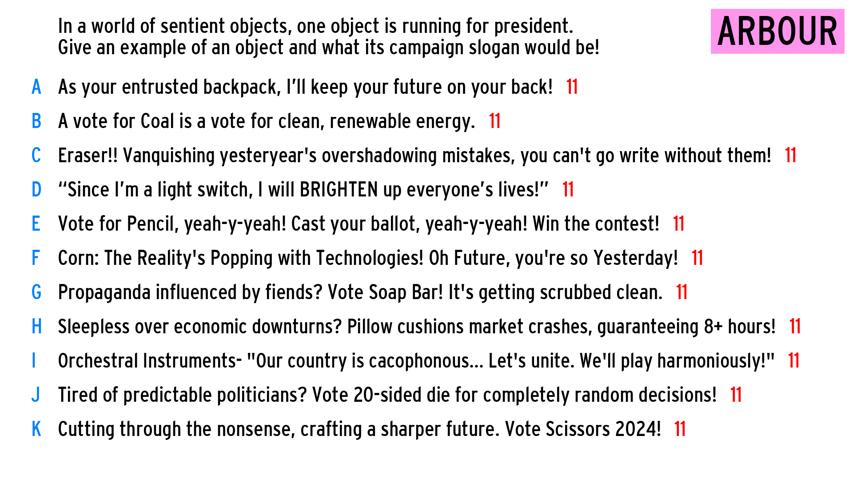 In a world of sentient objects, one object is running for president.
Give an example of an object and what its campaign slogan would be!
ARBOUR
A As your entrusted backpack, I’ll keep your future on your back! 11
B A vote for Coal is a vote for clean, renewable energy. 11
C Eraser!! Vanquishing yesteryear's overshadowing mistakes, you can't go write without them! 11
D “Since I’m a light switch, I will BRIGHTEN up everyone’s lives!” 11
E Vote for Pencil, yeah-y-yeah! Cast your ballot, yeah-y-yeah! Win the contest! 11
F Corn: The Reality's Popping with Technologies! Oh Future, you're so Yesterday! 11
G Propaganda influenced by fiends? Vote Soap Bar! It's getting scrubbed clean. 11
H Sleepless over economic downturns? Pillow cushions market crashes, guaranteeing 8+ hours! 11
I Orchestral Instruments- "Our country is cacophonous... Let's unite. We'll play harmoniously!" 11
J Tired of predictable politicians? Vote 20-sided die for completely random decisions! 11
K Cutting through the nonsense, crafting a sharper future. Vote Scissors 2024! 11